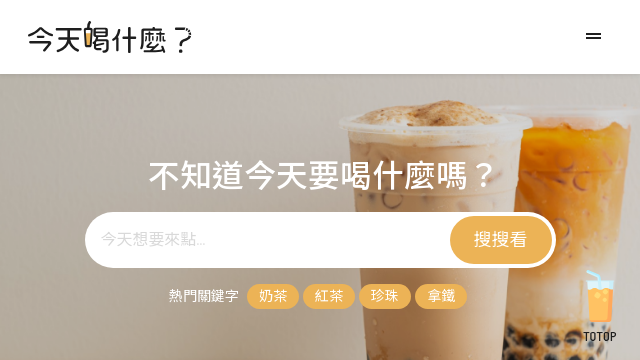 今天喝什麼？
不知道今天要喝什麼嗎？
今天想要來點...
搜搜看
熱門關鍵字 奶茶 紅茶 珍珠 拿鐵
TOTOP